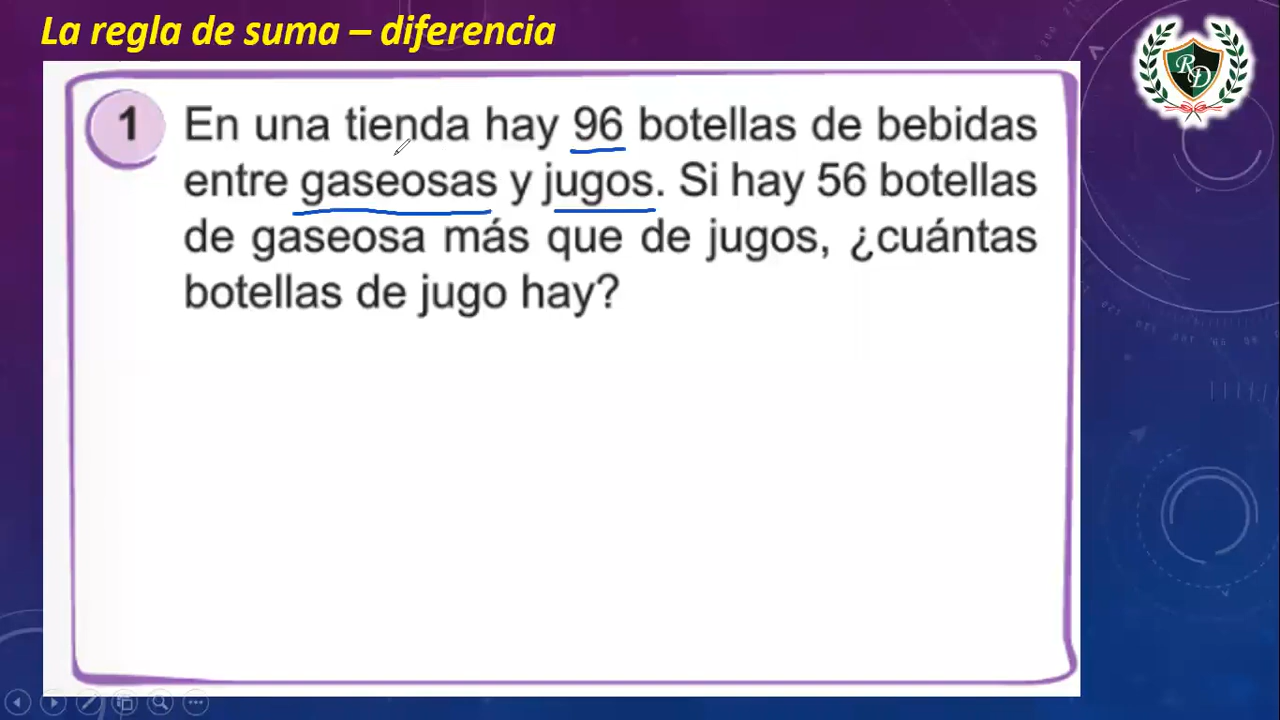 La regla de suma – diferencia
1 En una tienda hay 96 botellas de bebidas
entre gaseosas y jugos. Si hay 56 botellas
de gaseosa más que de jugos, ¿cuántas
botellas de jugo hay?
RD